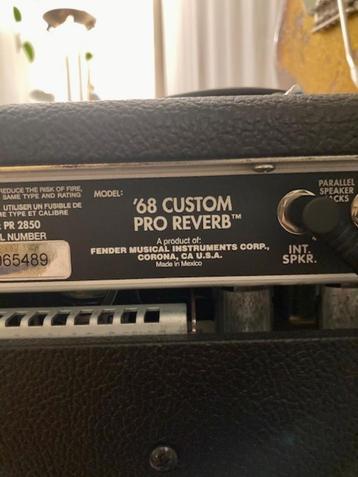 REDUCE THE RISK OF FIRE,
SAME TYPE AND RATING
UTILISER UN FUSIBLE DE
TYPE ET CALIBRE
PR 2850
NUMBER
065489
MODEL:
'68 CUSTOM
PRO REVERB™
A product of:
FENDER MUSICAL INSTRUMENTS CORP.,
CORONA, CA U.S.A.
Made in Mexico
PARALLEL
SPEAKER
JACKS
INT.
SPKR.